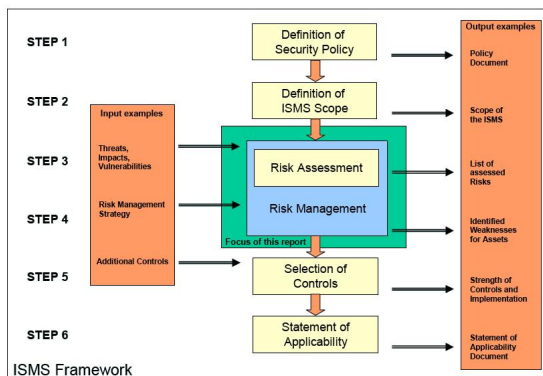 STEP 1
Definition of
Security Policy
Output examples
Policy
Document
STEP 2
Definition of
ISMS Scope
Scope of
the ISMS
Input examples
STEP 3
Threats,
Impacts,
Vulnerabilities
Risk Assessment
List of
assessed
Risks
STEP 4
Risk Management
Strategy
Risk Management
Identified
Weaknesses
for Assets
Focus of this report
STEP 5
Additional Controls
Selection of
Controls
Strength of
Controls and
Implementation
STEP 6
Statement of
Applicability
Statement of
Applicability
Document
ISMS Framework